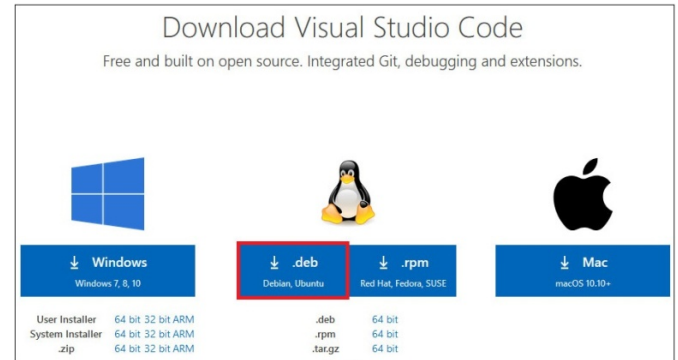 Download Visual Studio Code
Free and built on open source. Integrated Git, debugging and extensions.
Windows
Windows 7, 8, 10
User Installer 64 bit 32 bit ARM
System Installer 64 bit 32 bit ARM
.zip 64 bit 32 bit ARM
.deb
Debian, Ubuntu
.rpm
Red Hat, Fedora, SUSE
.deb 64 bit
.rpm 64 bit
.tar.gz 64 bit
Mac
macOS 10.10+